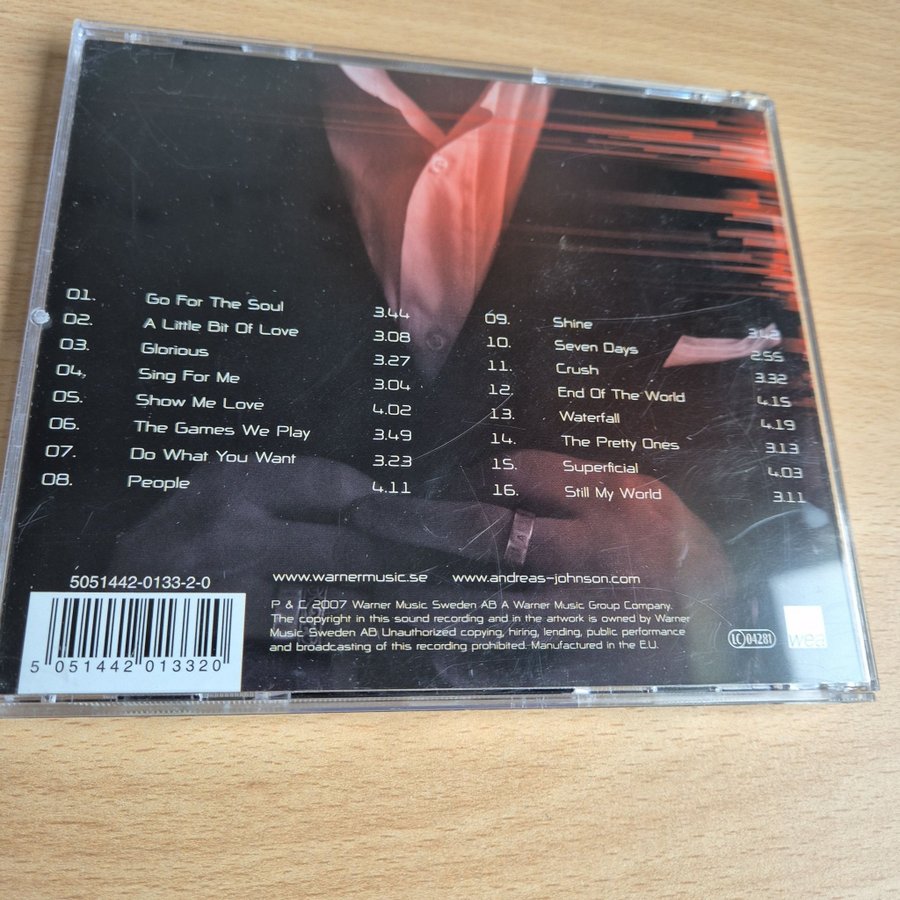 01. Go For The Soul 3.44
02. A Little Bit Of Love 3.08
03. Glorious 3.27
04. Sing For Me 3.04
05. Show Me Love 4.02
06. The Games We Play 3.49
07. Do What You Want 3.23
08. People 4.11
09. Shine 3.42
10. Seven Days 2.55
11. Crush 3.32
12 End Of The World 4.15
13. Waterfall 4.19
14. The Pretty Ones 3.13
15. Superficial 4.03
16. Still My World 3.11
5051442-0133-2-0
5 051442 013320
www.warnermusic.se www.andreas-johnson.com
P & C 2007 Warner Music Sweden AB A Warner Music Group Company.
The copyright in this sound recording and in the artwork is owned by Warner
Music Sweden AB Unauthorized copying, hiring, lending, public performance
and broadcasting of this recording prohibited. Manufactured in the E.U.
LC 04281
wea